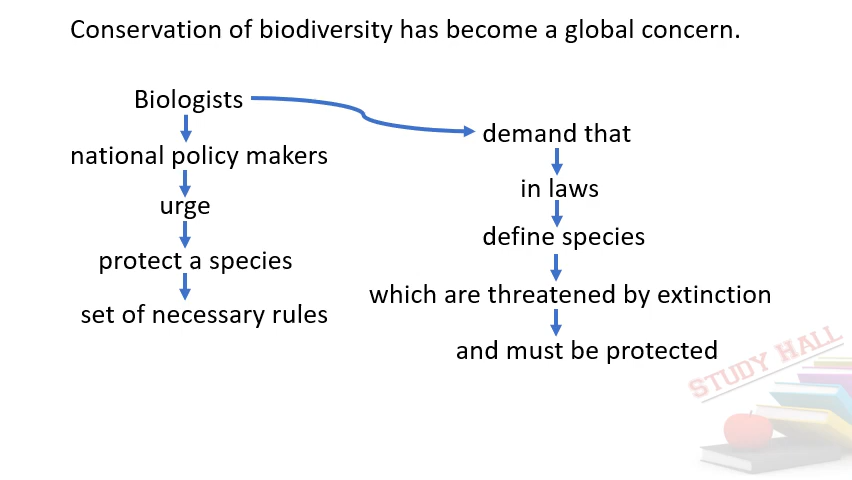 Conservation of biodiversity has become a global concern.
Biologists
national policy makers
urge
protect a species
set of necessary rules
demand that
in laws
define species
which are threatened by extinction
and must be protected
STUDY HALL